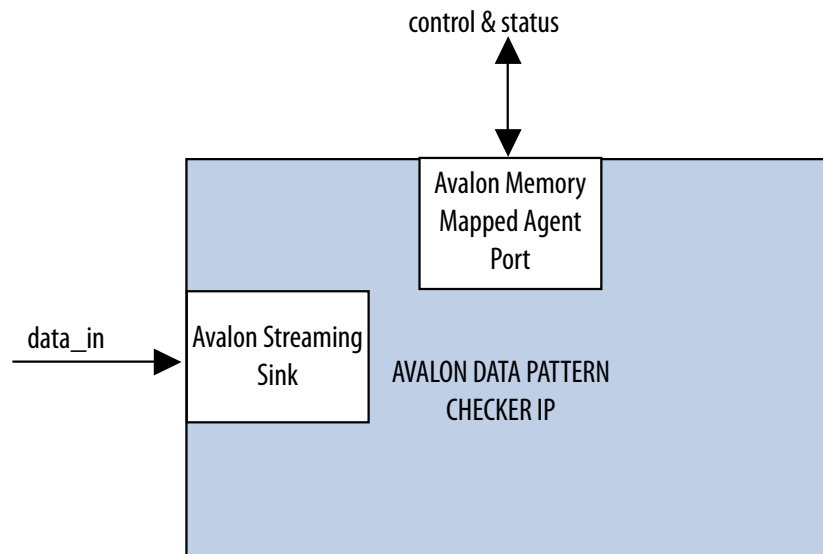 control & status
Avalon Memory
Mapped Agent
Port
data_in
Avalon Streaming
Sink
AVALON DATA PATTERN
CHECKER IP